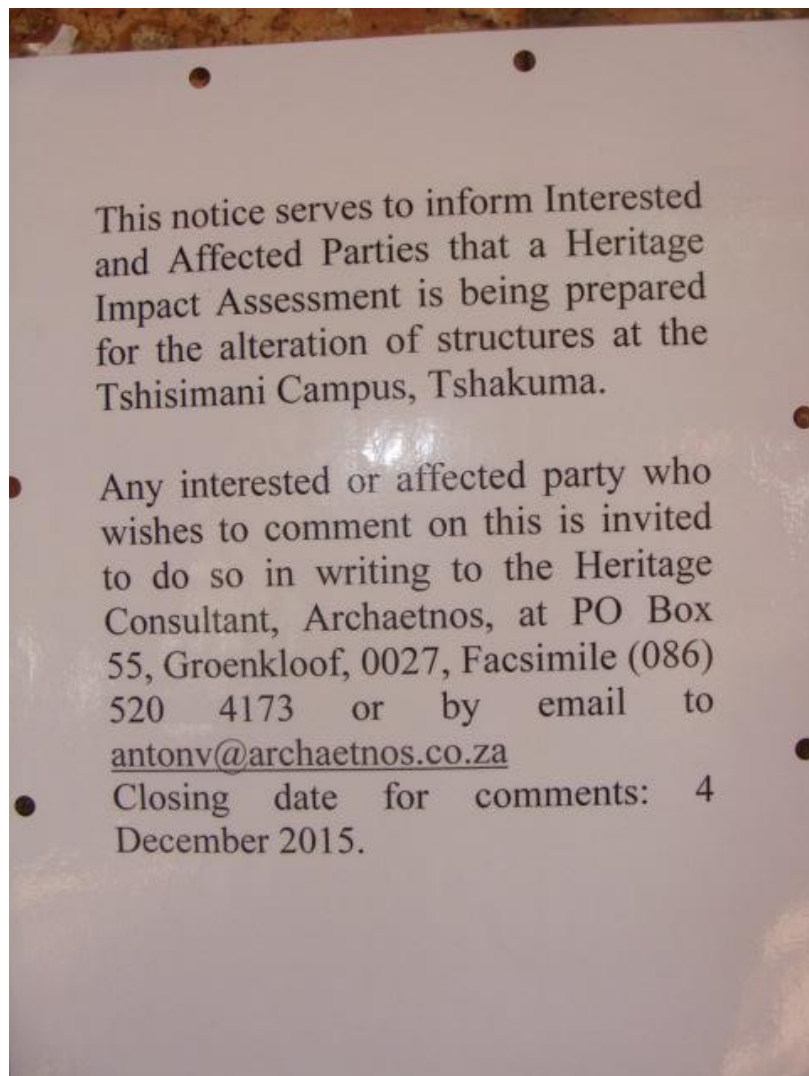 This notice serves to inform Interested
and Affected Parties that a Heritage
Impact Assessment is being prepared
for the alteration of structures at the
Tshisimani Campus, Tshakuma.
Any interested or affected party who
wishes to comment on this is invited
to do so in writing to the Heritage
Consultant, Archaetnos, at PO Box
55, Groenkloof, 0027, Facsimile (086)
520 4173 or by email to
antonv@archaetnos.co.za
Closing date for comments: 4
December 2015.